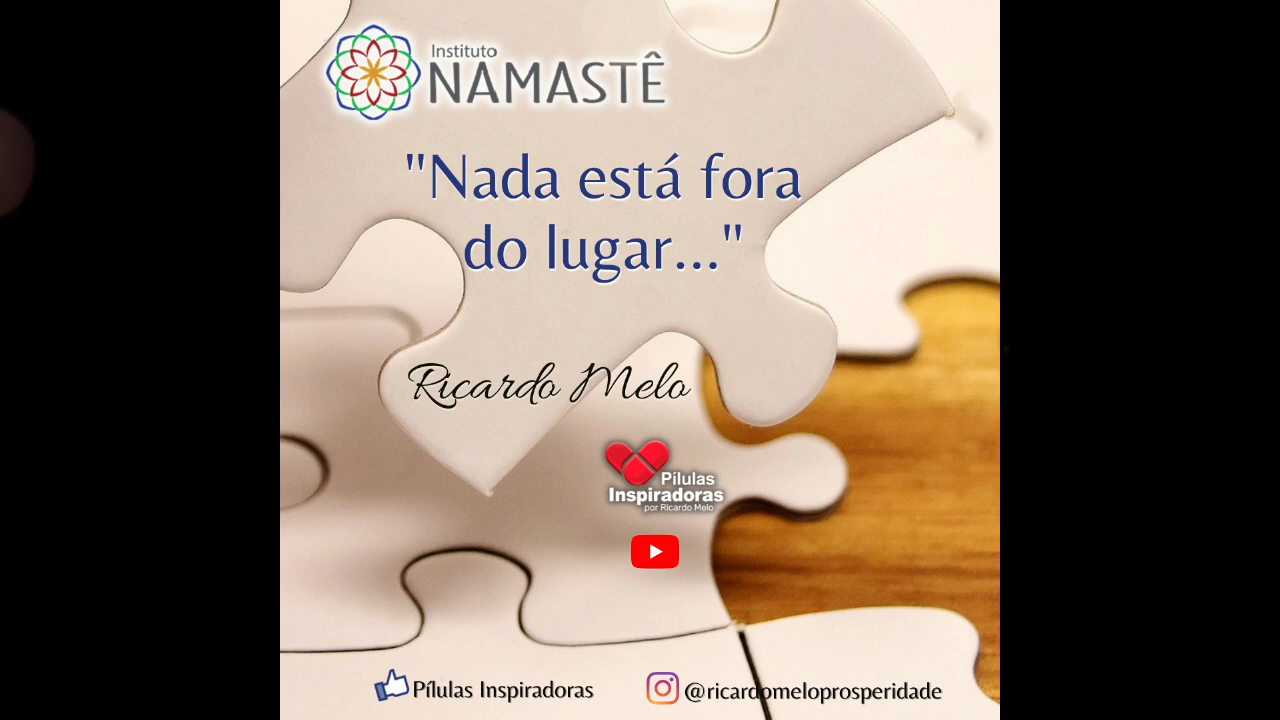 Instituto
NAMASTÊ
"Nada está fora
do lugar..."
Ricardo Melo
Pílulas
Inspiradoras
por Ricardo Melo
Pílulas Inspiradoras
@ricardomeloprosperidade